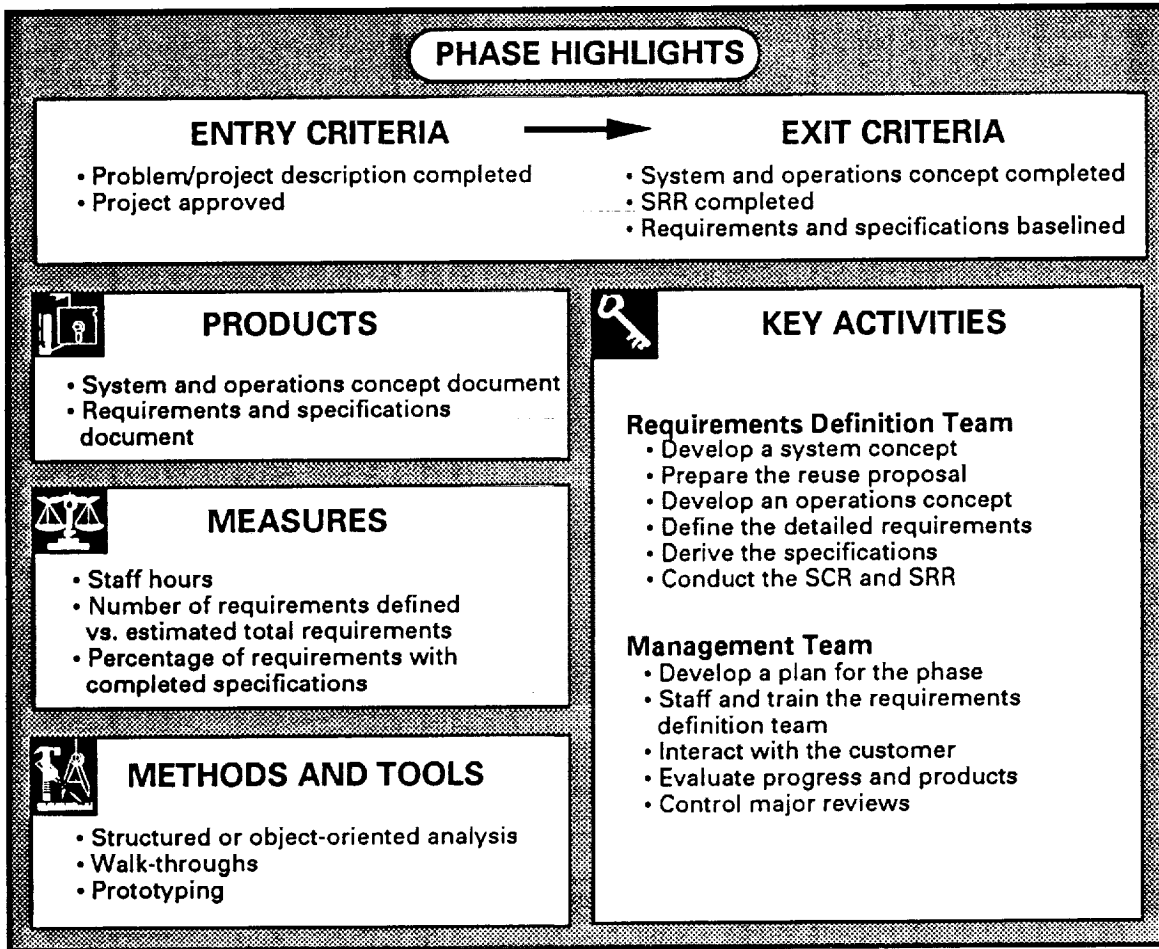 PHASE HIGHLIGHTS
ENTRY CRITERIA
• Problem/project description completed
• Project approved
EXIT CRITERIA
• System and operations concept completed
• SRR completed
• Requirements and specifications baselined
PRODUCTS
• System and operations concept document
• Requirements and specifications
document
MEASURES
• Staff hours
• Number of requirements defined
vs. estimated total requirements
• Percentage of requirements with
completed specifications
METHODS AND TOOLS
• Structured or object-oriented analysis
• Walk-throughs
• Prototyping
KEY ACTIVITIES
Requirements Definition Team
• Develop a system concept
• Prepare the reuse proposal
• Develop an operations concept
• Define the detailed requirements
• Derive the specifications
• Conduct the SCR and SRR
Management Team
• Develop a plan for the phase
• Staff and train the requirements
definition team
• Interact with the customer
• Evaluate progress and products
• Control major reviews